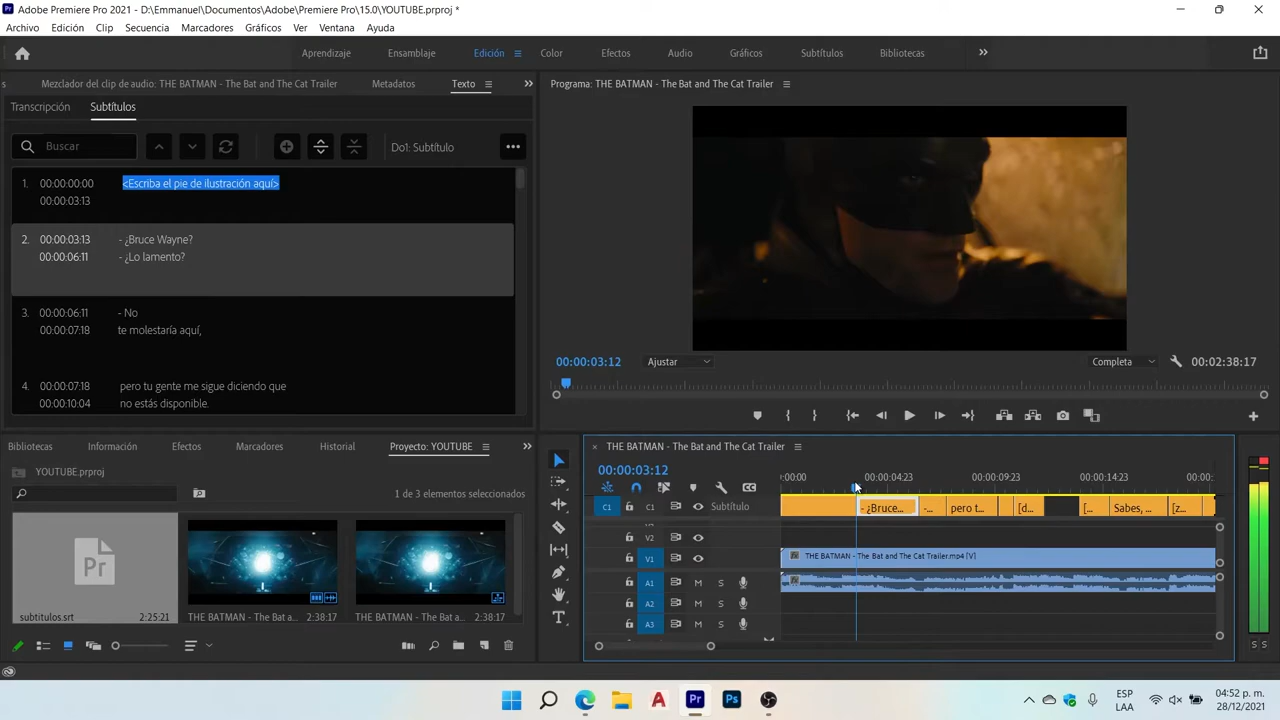 Adobe Premiere Pro 2021 - D:\Emmanuel\Documentos\Adobe\Premiere Pro\15.0\YOUTUBE.prproj *
Archivo Edición Clip Secuencia Marcadores Gráficos Ver Ventana Ayuda
Aprendizaje Ensamblaje Edición Color Efectos Audio Gráficos Subtítulos Bibliotecas
s Mezclador del clip de audio: THE BATMAN - The Bat and The Cat Trailer Metadatos Texto
Programa: THE BATMAN - The Bat and The Cat Trailer
Transcripción Subtítulos
Buscar
Do1: Subtítulo
1. 00:00:00:00 <Escriba el pie de ilustración aquí>
00:00:03:13
2. 00:00:03:13 - ¿Bruce Wayne?
00:00:06:11 - ¿Lo lamento?
3. 00:00:06:11 - No
00:00:07:18 te molestaría aquí,
4. 00:00:07:18 pero tu gente me sigue diciendo que
00:00:10:04 no estás disponible.
00:00:03:12 Ajustar Completa 00:02:38:17
Bibliotecas Información Efectos Marcadores Historial Proyecto: YOUTUBE
YOUTUBE.prproj
1 de 3 elementos seleccionados
Pr
subtitulos.srt 2:25:21
THE BATMAN - The Bat a... 2:38:17
THE BATMAN - The Bat a... 2:38:17
× THE BATMAN - The Bat and The Cat Trailer
00:00:03:12
:00:00 00:00:04:23 00:00:09:23 00:00:14:23 00:00:
C1 C1 Subtítulo
- ¿Bruce... -... pero t... [d... [... Sabes, ... [z...
V2
V1 THE BATMAN - The Bat and The Cat Trailer.mp4 [V]
A1 M S
A2 M S
A3 M S
S S
Pr Ps
ESP
LAA
04:52 p. m.
28/12/2021